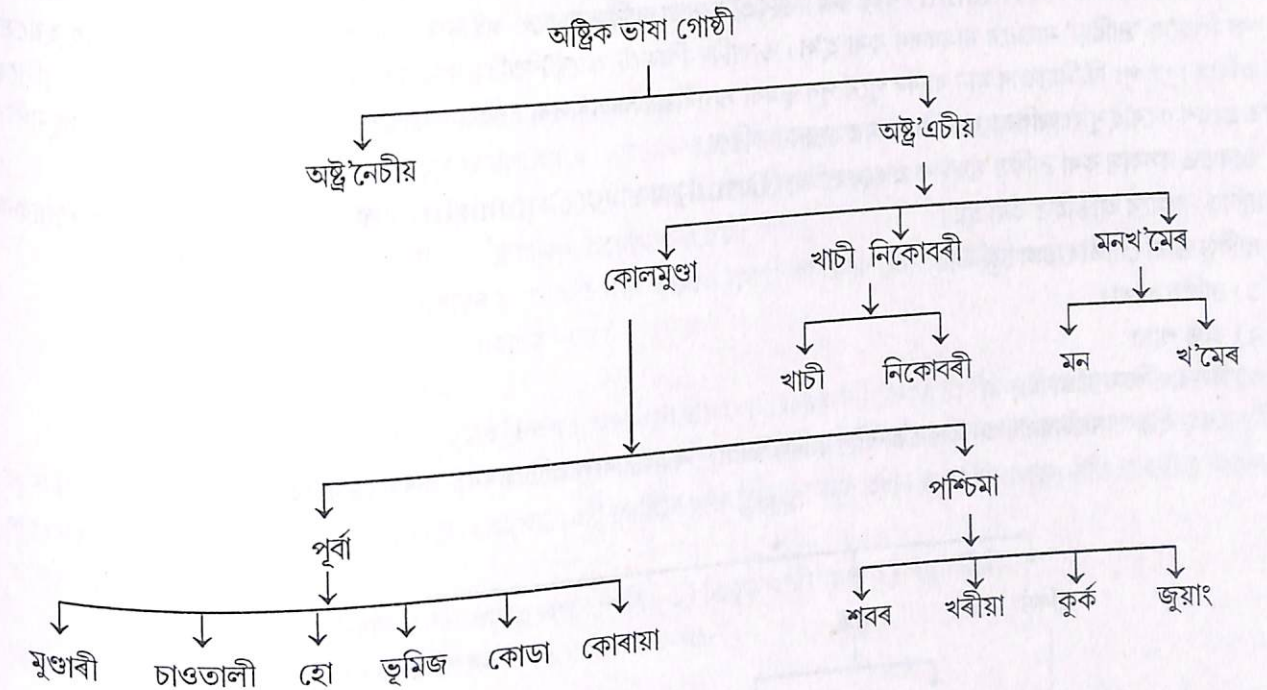 অষ্ট্ৰিক ভাষা গোষ্ঠী
অষ্ট্ৰ'নেচীয় অষ্ট্ৰ'এচীয়
কোলমুণ্ডা খাচী নিকোবৰী মনখ'মেৰ
খাচী নিকোবৰী মন খ'মেৰ
পূৰ্বা পশ্চিমা
শবৰ খৰীয়া কুৰ্ক জুয়াং
মুণ্ডাৰী চাওতালী হো ভূমিজ কোডা কোৰায়া